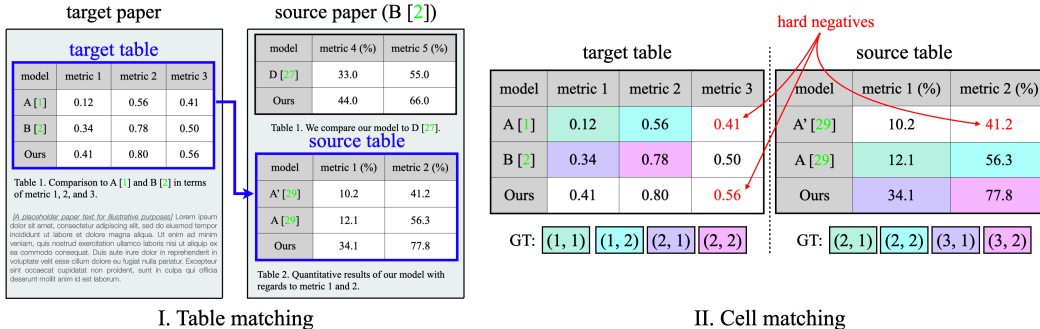 target paper
target table
model metric 1 metric 2 metric 3
A [1] 0.12 0.56 0.41
B [2] 0.34 0.78 0.50
Ours 0.41 0.80 0.56
Table 1. Comparison to A [1] and B [2] in terms
of metric 1, 2, and 3.
[A placeholder paper text for illustrative purposes] Lorem ipsum
dolor sit amet, consectetur adipiscing elit, sed do eiusmod tempor
incididunt ut labore et dolore magna aliqua. Ut enim ad minim
veniam, quis nostrud exercitation ullamco laboris nisi ut aliquip ex
ea commodo consequat. Duis aute irure dolor in reprehenderit in
voluptate velit esse cillum dolore eu fugiat nulla pariatur. Excepteur
sint occaecat cupidatat non proident, sunt in culpa qui officia
deserunt mollit anim id est laborum.
source paper (B [2])
model metric 4 (%) metric 5 (%)
D [27] 33.0 55.0
Ours 44.0 66.0
Table 1. We compare our model to D [27].
source table
model metric 1 (%) metric 2 (%)
A' [29] 10.2 41.2
A [29] 12.1 56.3
Ours 34.1 77.8
Table 2. Quantitative results of our model with
regards to metric 1 and 2.
I. Table matching
hard negatives
target table
model metric 1 metric 2 metric 3
A [1] 0.12 0.56 0.41
B [2] 0.34 0.78 0.50
Ours 0.41 0.80 0.56
GT: (1, 1) (1, 2) (2, 1) (2, 2)
source table
model metric 1 (%) metric 2 (%)
A' [29] 10.2 41.2
A [29] 12.1 56.3
Ours 34.1 77.8
GT: (2, 1) (2, 2) (3, 1) (3, 2)
II. Cell matching